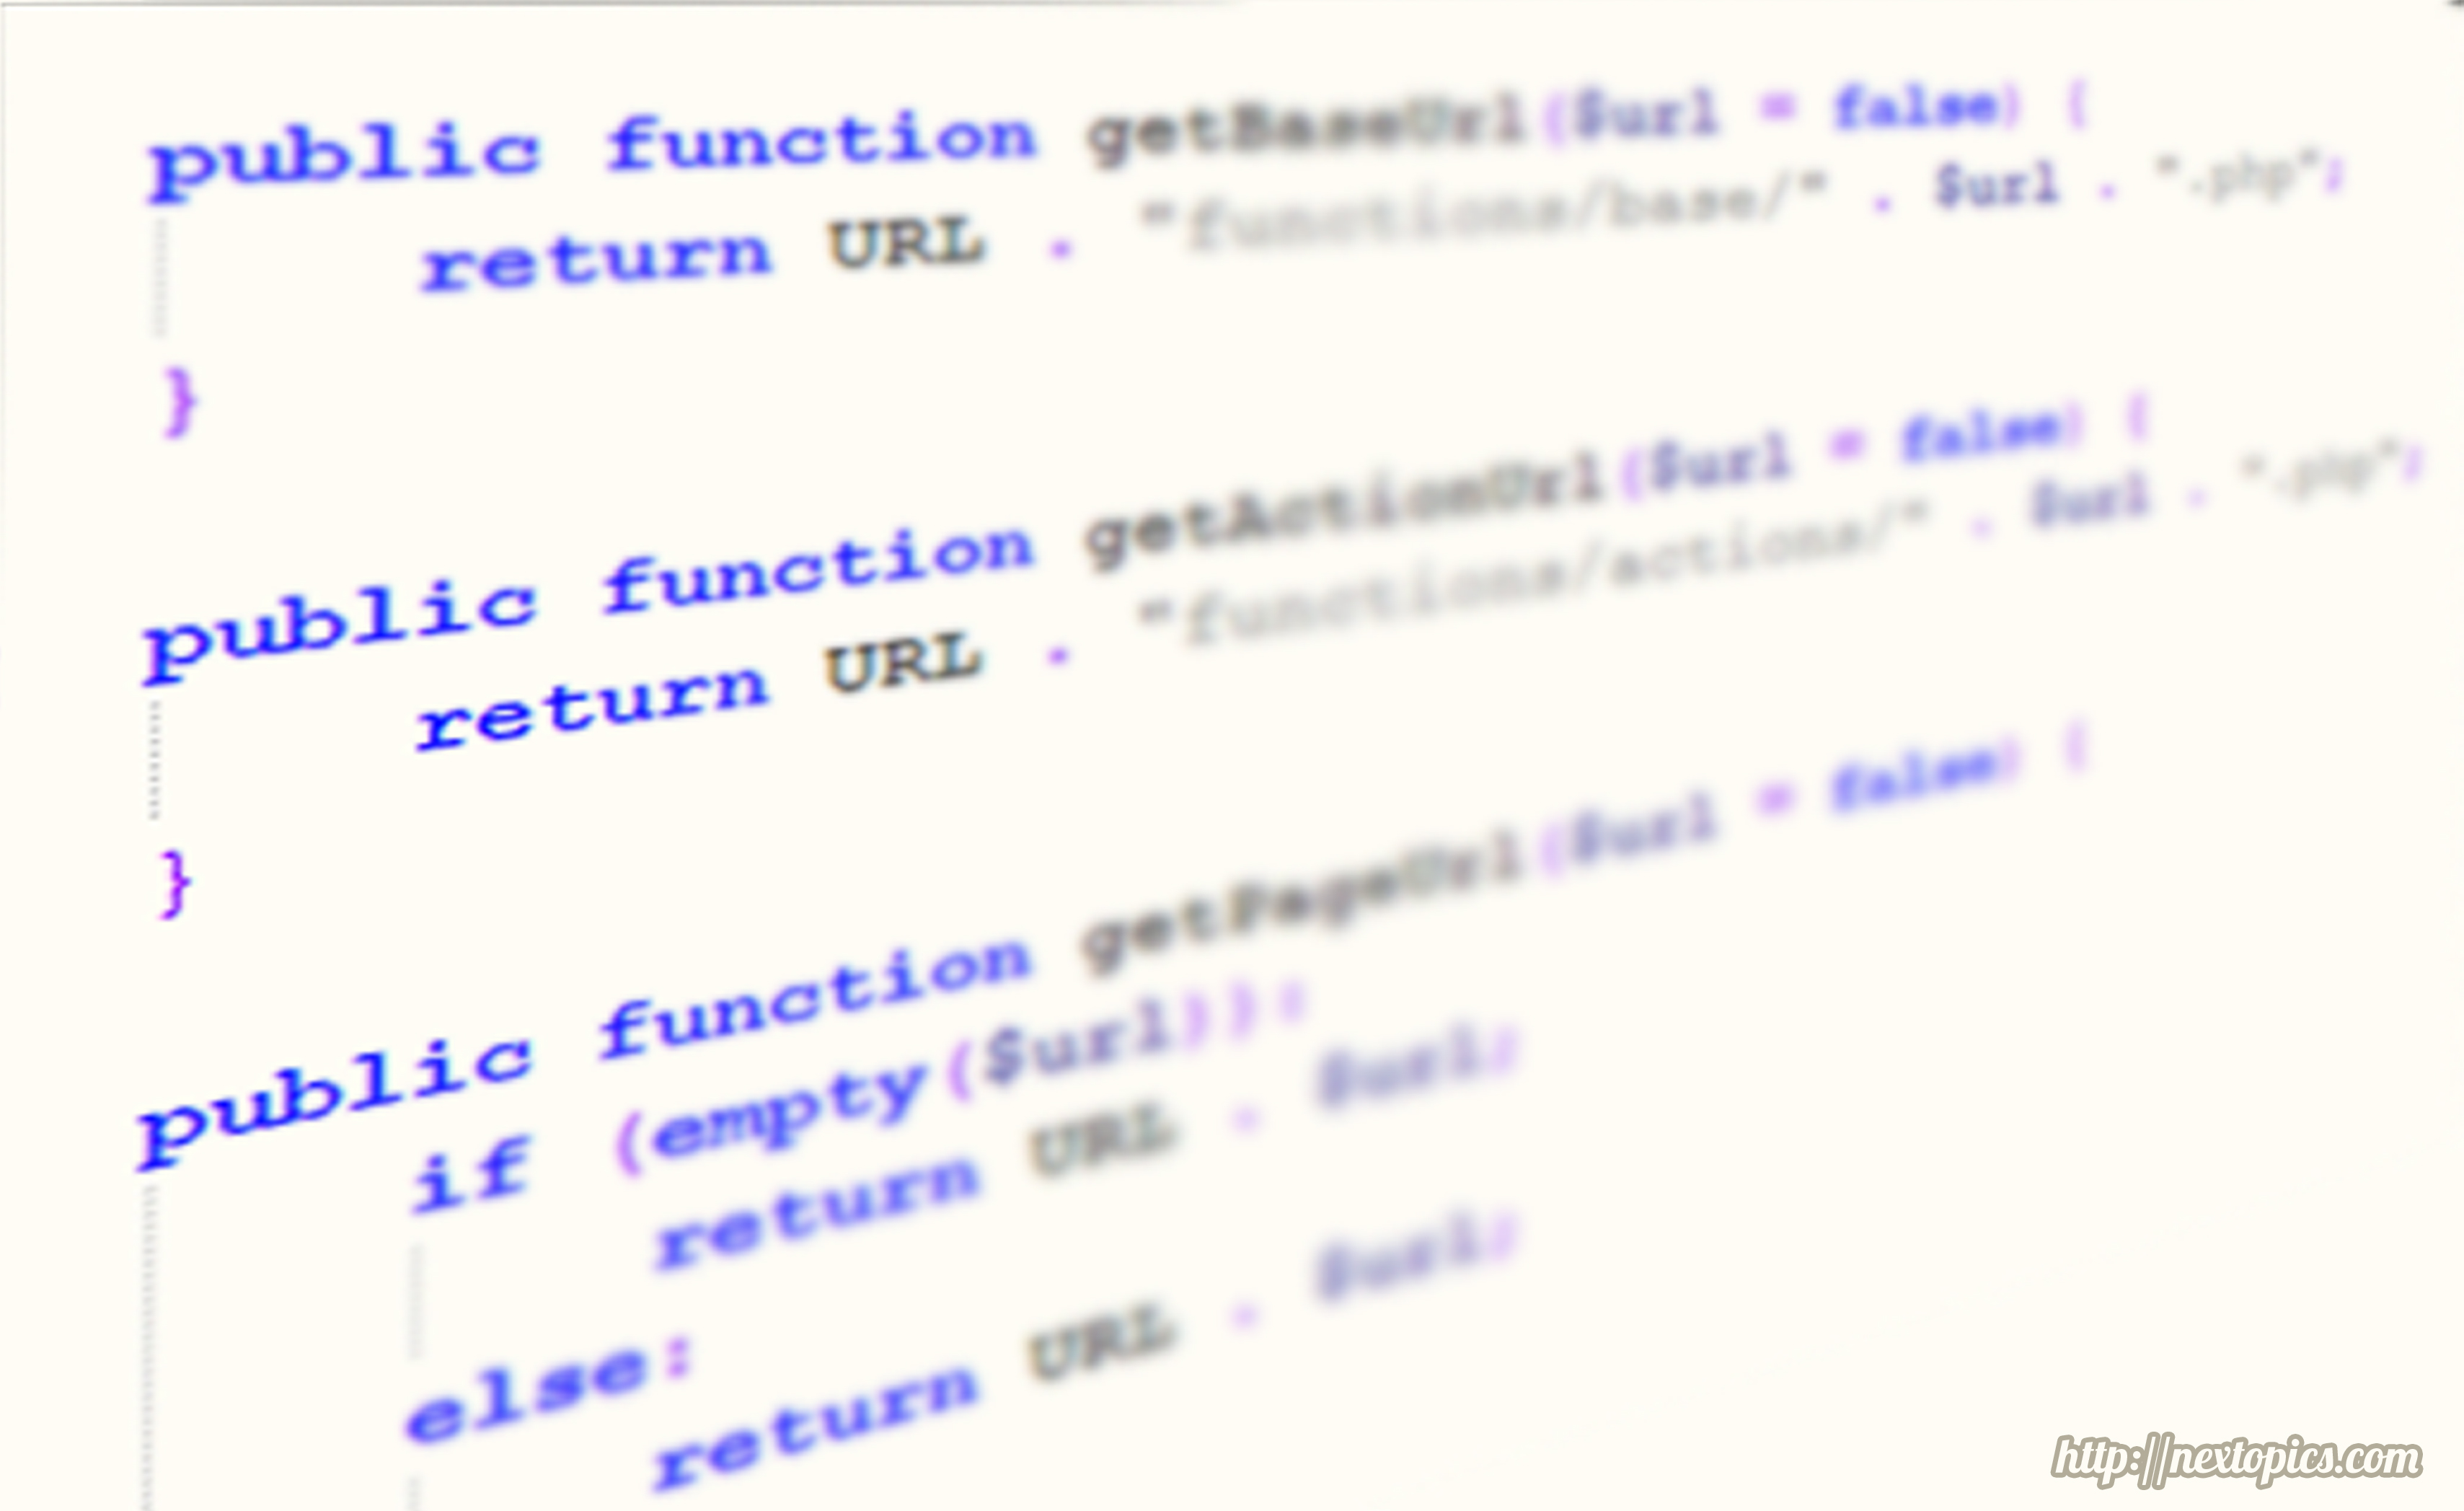 public function getBaseUrl($url = false) {
return URL . "functions/base/" . $url . ".php";
}
public function getActionUrl($url = false) {
return URL . "functions/actions/" . $url . ".php";
}
public function getPageUrl($url = false) {
if (empty($url)):
return URL . $url;
else:
return URL . $url;
http://nextopics.com